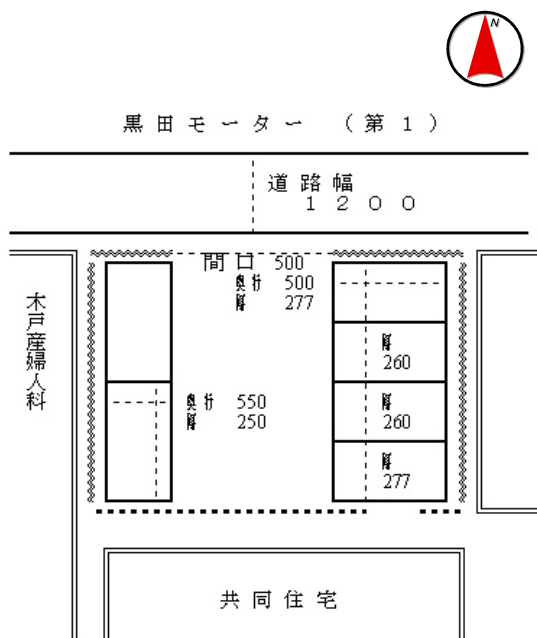 N
黒田モーター （第１）
道路幅
１２００
間口 500
奥行 500
幅 277
幅
260
奥行 550
幅 250
幅
260
幅
277
木戸産婦人科
共同住宅